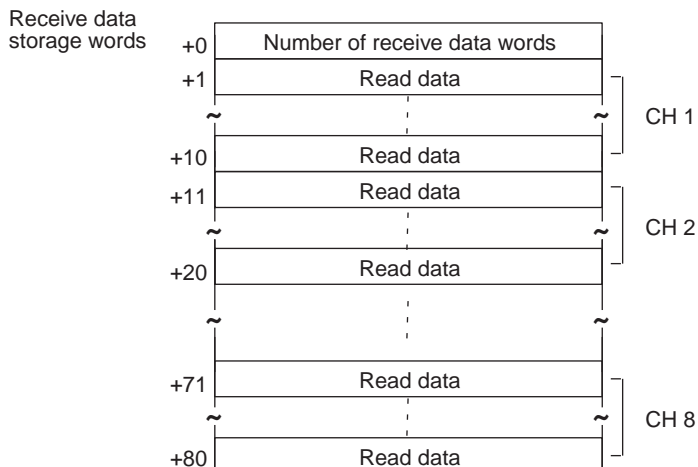 Receive data
storage words
+0 Number of receive data words
+1 Read data
CH 1
+10 Read data
+11 Read data
CH 2
+20 Read data
+71 Read data
CH 8
+80 Read data